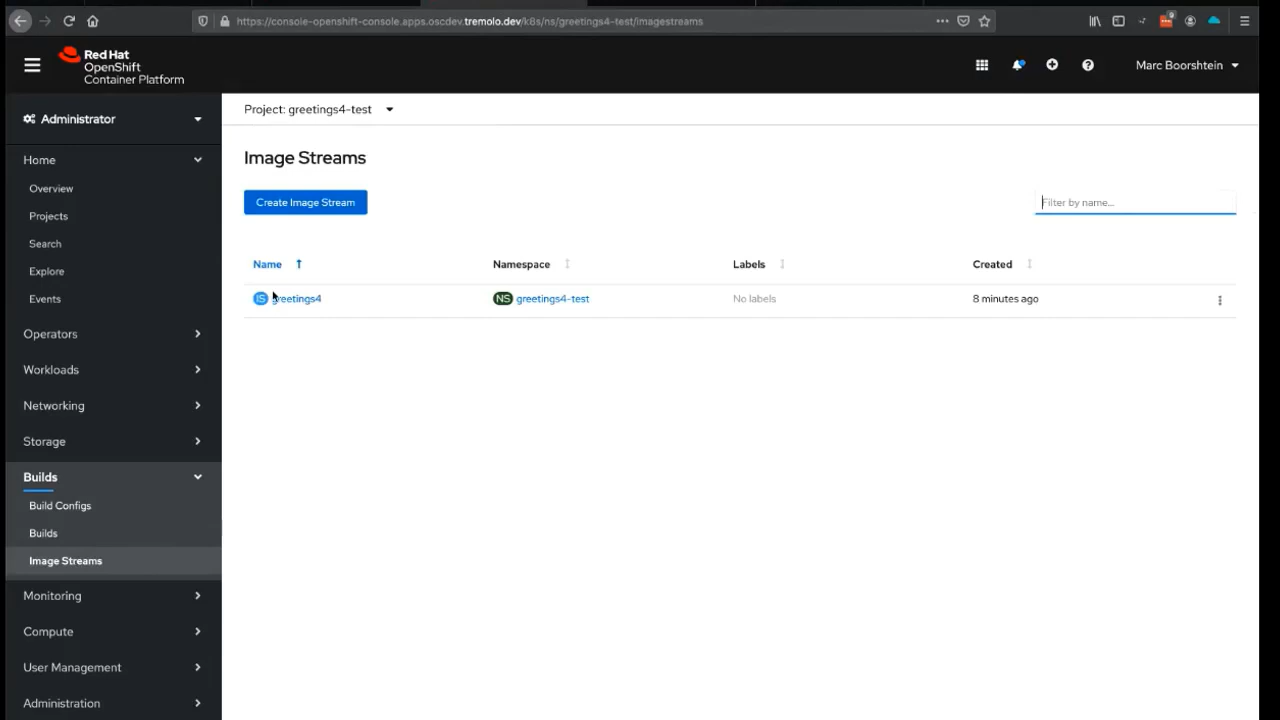 https://console-openshift-console.apps.oscdev.tremolo.dev/k8s/ns/greetings4-test/imagestreams
9
Red Hat
OpenShift
Container Platform
Marc Boorshtein
Administrator
Home
Overview
Projects
Search
Explore
Events
Operators
Workloads
Networking
Storage
Builds
Build Configs
Builds
Image Streams
Monitoring
Compute
User Management
Administration
Project: greetings4-test
Image Streams
Create Image Stream
Filter by name...
Name Namespace Labels Created
IS greetings4 NS greetings4-test No labels 8 minutes ago